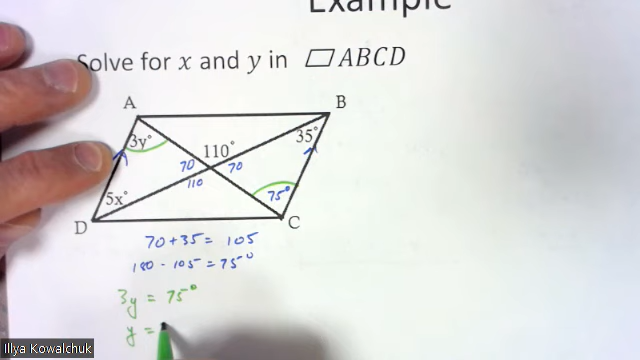 Example
Solve for x and y in ▱ ABCD
A
B
3y°
110°
35°
70
70
110
5x°
75°
D
C
70 + 35 = 105
180 - 105 = 75°
3y = 75°
y =
Illya Kowalchuk